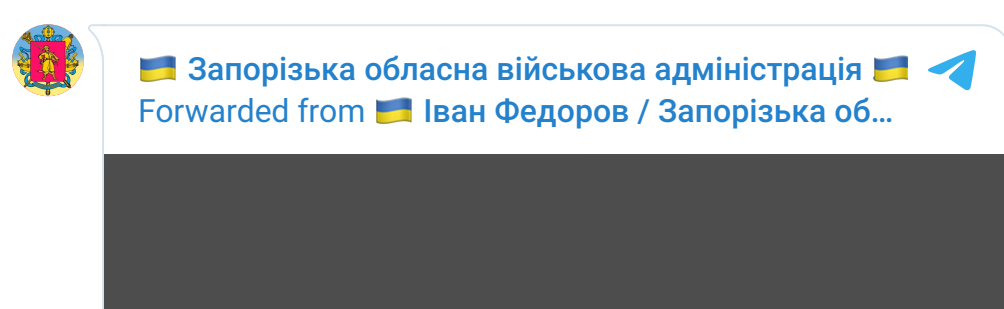 🇺🇦 Запорізька обласна військова адміністрація 🇺🇦
Forwarded from 🇺🇦 Іван Федоров / Запорізька об…